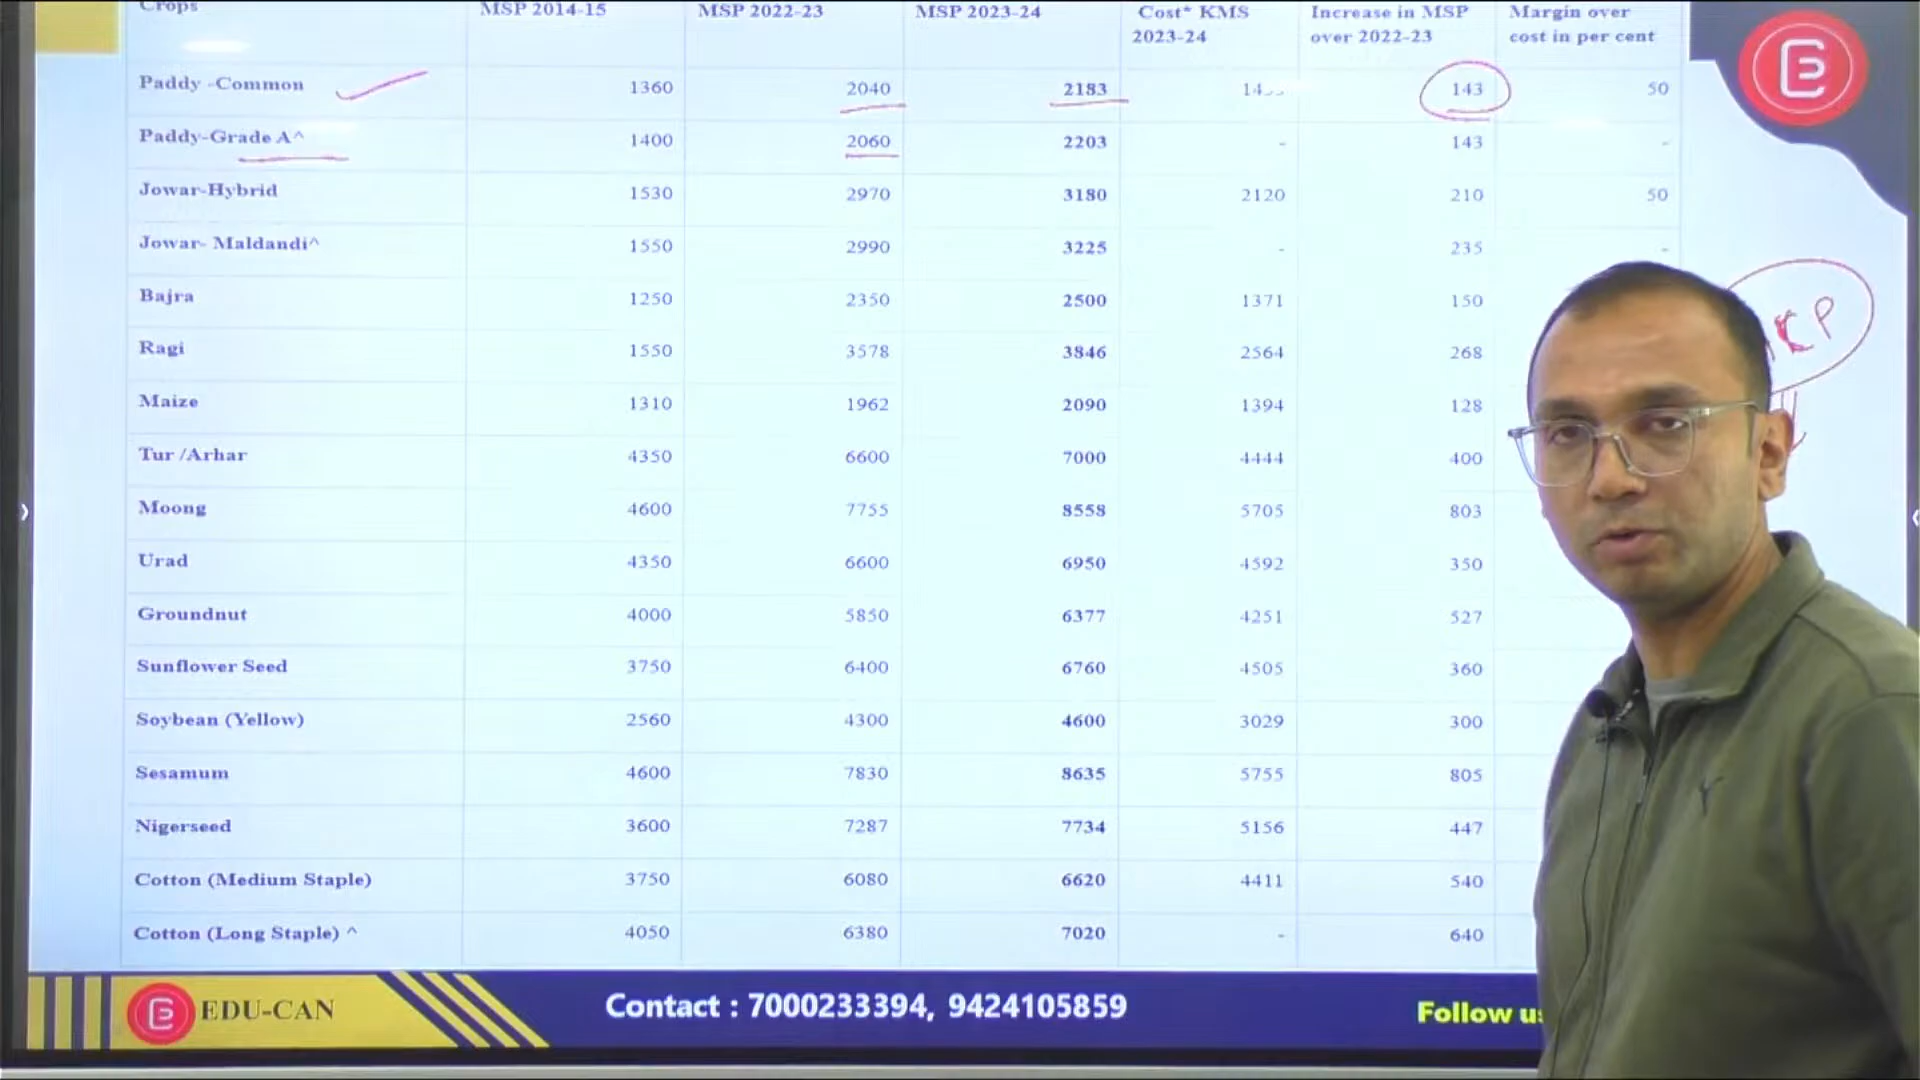 Crops MSP 2014-15 MSP 2022-23 MSP 2023-24 Cost* KMS 2023-24 Increase in MSP over 2022-23 Margin over cost in per cent
Paddy -Common 1360 2040 2183 143 50
Paddy-Grade A^ 1400 2060 2203 - 143 -
Jowar-Hybrid 1530 2970 3180 2120 210 50
Jowar- Maldandi^ 1550 2990 3225 - 235 -
Bajra 1250 2350 2500 1371 150
Ragi 1550 3578 3846 2564 268
Maize 1310 1962 2090 1394 128
Tur /Arhar 4350 6600 7000 4444 400
Moong 4600 7755 8558 5705 803
Urad 4350 6600 6950 4592 350
Groundnut 4000 5850 6377 4251 527
Sunflower Seed 3750 6400 6760 4505 360
Soybean (Yellow) 2560 4300 4600 3029 300
Sesamum 4600 7830 8635 5755 805
Nigerseed 3600 7287 7734 5156 447
Cotton (Medium Staple) 3750 6080 6620 4411 540
Cotton (Long Staple) ^ 4050 6380 7020 - 640
EDU-CAN
Contact : 7000233394, 9424105859
Follow us